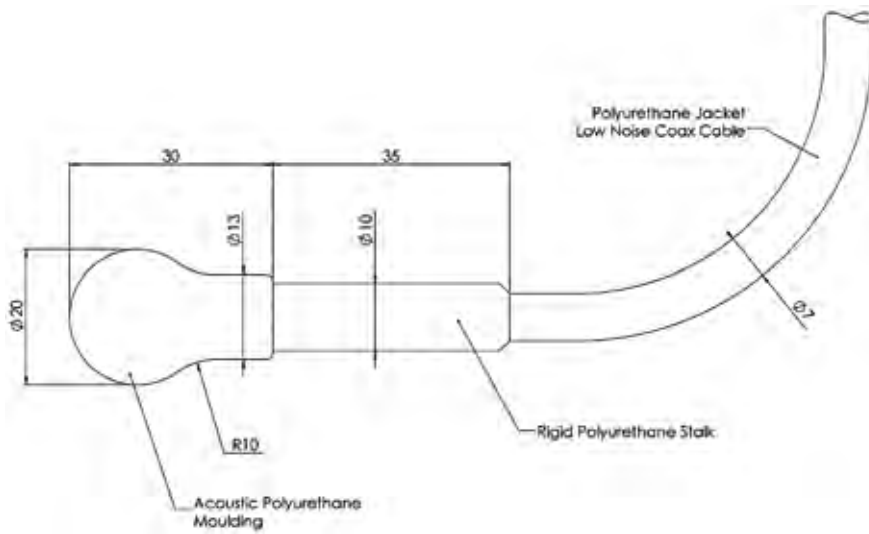 Polyurethane Jacket
Low Noise Coax Cable
30
35
Ø13
Ø10
Ø20
Ø7
R10
Rigid Polyurethane Stalk
Acoustic Polyurethane
Moulding